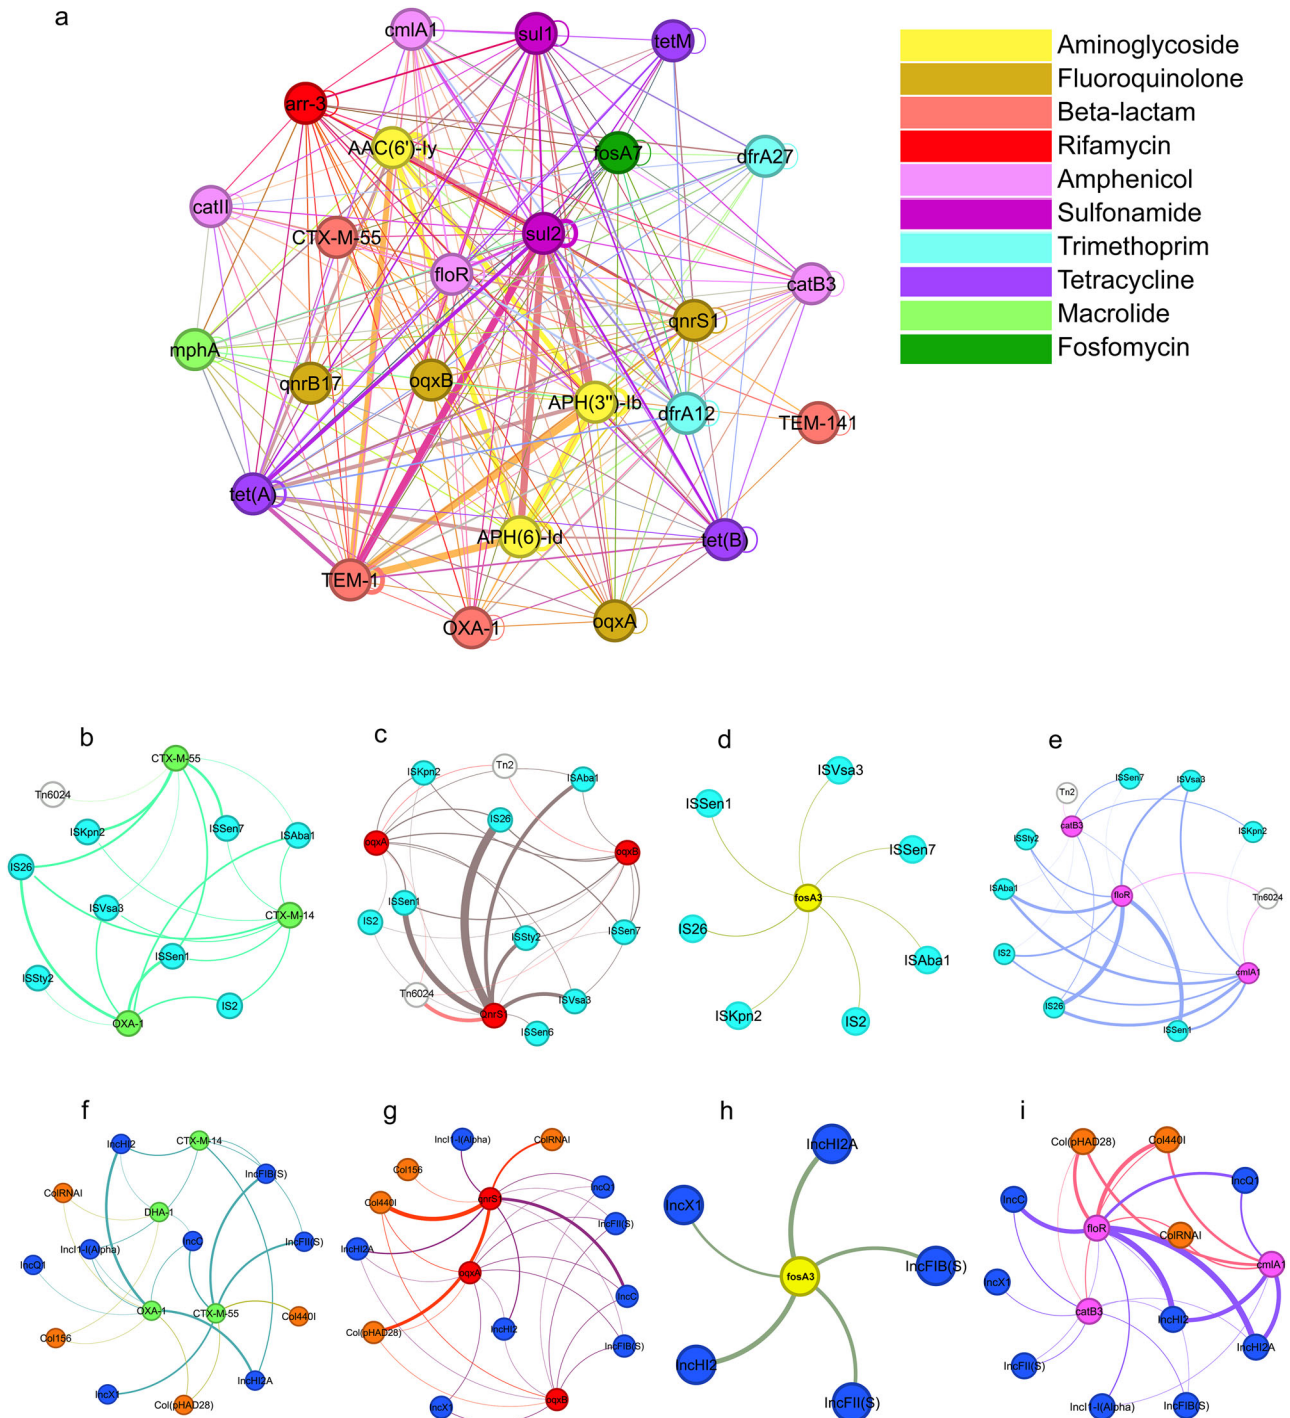 a
cmlA1
sul1
tetM
arr-3
AAC(6')-Iy
fosA7
dfrA27
catII
CTX-M-55
sul2
floR
catB3
qnrS1
mphA
qnrB17
oqxB
APH(3")-Ib
dfrA12
TEM-141
tet(A)
APH(6)-Id
tet(B)
TEM-1
OXA-1
oqxA
Aminoglycoside
Fluoroquinolone
Beta-lactam
Rifamycin
Amphenicol
Sulfonamide
Trimethoprim
Tetracycline
Macrolide
Fosfomycin
b
CTX-M-55
Tn6024
ISKpn2
ISSen7
ISAba1
IS26
ISVsa3
CTX-M-14
ISSen1
ISSty2
IS2
OXA-1
c
Tn2
ISKpn2
ISAba1
IS26
oqxA
oqxB
ISSen1
IS2
ISSty2
ISSen7
Tn6024
ISVsa3
QnrS1
ISSen6
d
ISVsa3
ISSen1
ISSen7
fosA3
IS26
ISAba1
ISKpn2
IS2
e
ISSen7
ISVsa3
Tn2
catB3
ISKpn2
ISSty2
ISAba1
floR
Tn6024
IS2
cmlA1
IS26
ISSen1
f
IncHI2
CTX-M-14
IncFIB(S)
ColRNAI
DHA-1
IncC
IncFII(S)
IncI1-I(Alpha)
IncQ1
OXA-1
CTX-M-55
Col440I
Col156
IncX1
IncHI2A
Col(pHAD28)
g
IncI1-I(Alpha)
ColRNAI
Col156
qnrS1
IncQ1
Col440I
IncFII(S)
IncHI2A
oqxA
IncC
Col(pHAD28)
IncHI2
IncFIB(S)
oqxB
IncX1
h
IncHI2A
IncX1
IncFIB(S)
fosA3
IncHI2
IncFII(S)
i
Col(pHAD28)
Col440I
IncQ1
IncC
floR
ColRNAI
cmlA1
IncX1
catB3
IncHI2
IncHI2A
IncFII(S)
IncI1-I(Alpha)
IncFIB(S)